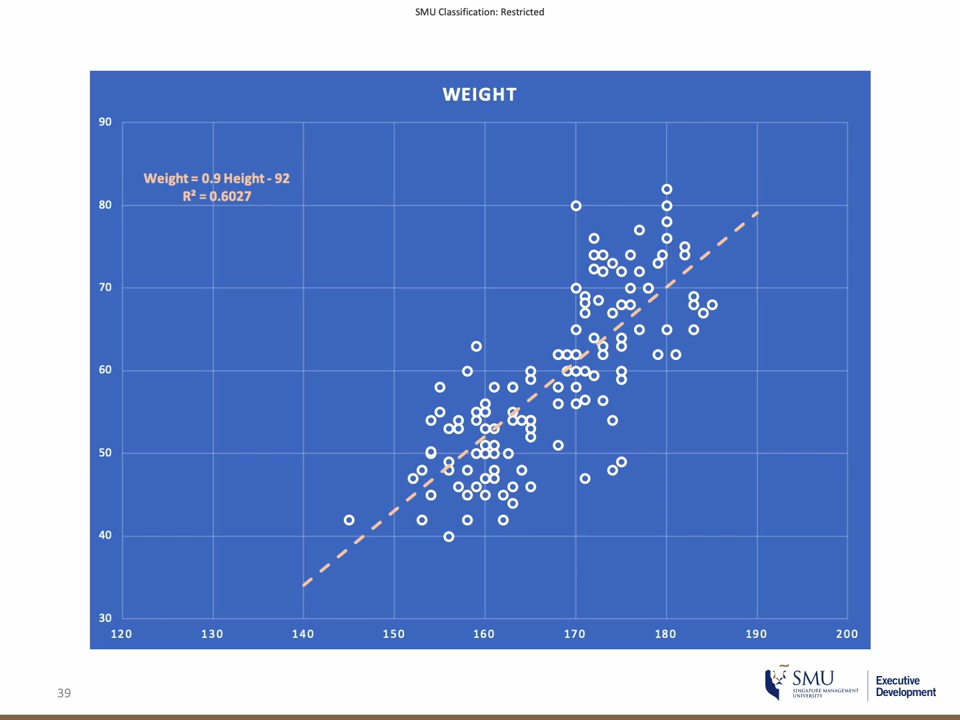 SMU Classification: Restricted
WEIGHT
90
Weight = 0.9 Height - 92
R² = 0.6027
80
70
60
50
40
30
120 130 140 150 160 170 180 190 200
39
SMU
SINGAPORE MANAGEMENT
UNIVERSITY
Executive
Development